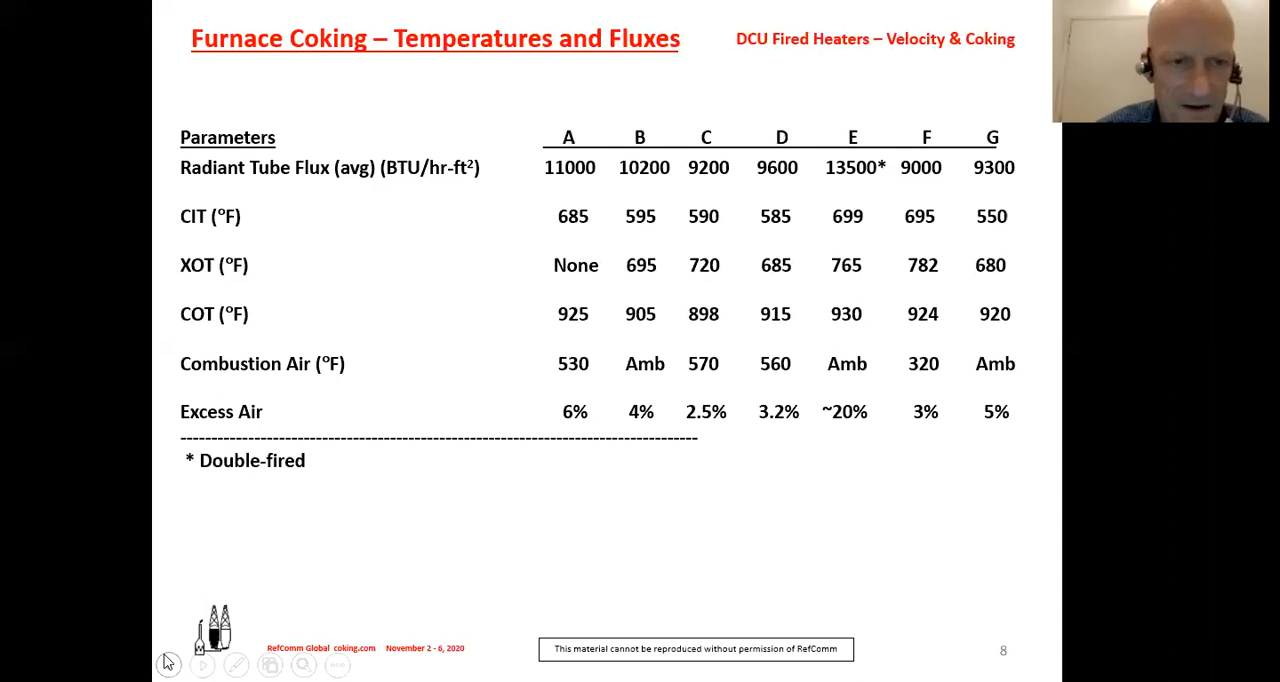 Furnace Coking – Temperatures and Fluxes
DCU Fired Heaters – Velocity & Coking
Parameters A B C D E F G
Radiant Tube Flux (avg) (BTU/hr-ft²) 11000 10200 9200 9600 13500* 9000 9300
CIT (°F) 685 595 590 585 699 695 550
XOT (°F) None 695 720 685 765 782 680
COT (°F) 925 905 898 915 930 924 920
Combustion Air (°F) 530 Amb 570 560 Amb 320 Amb
Excess Air 6% 4% 2.5% 3.2% ~20% 3% 5%
* Double-fired
RefComm Global coking.com November 2 - 6, 2020
This material cannot be reproduced without permission of RefComm
8